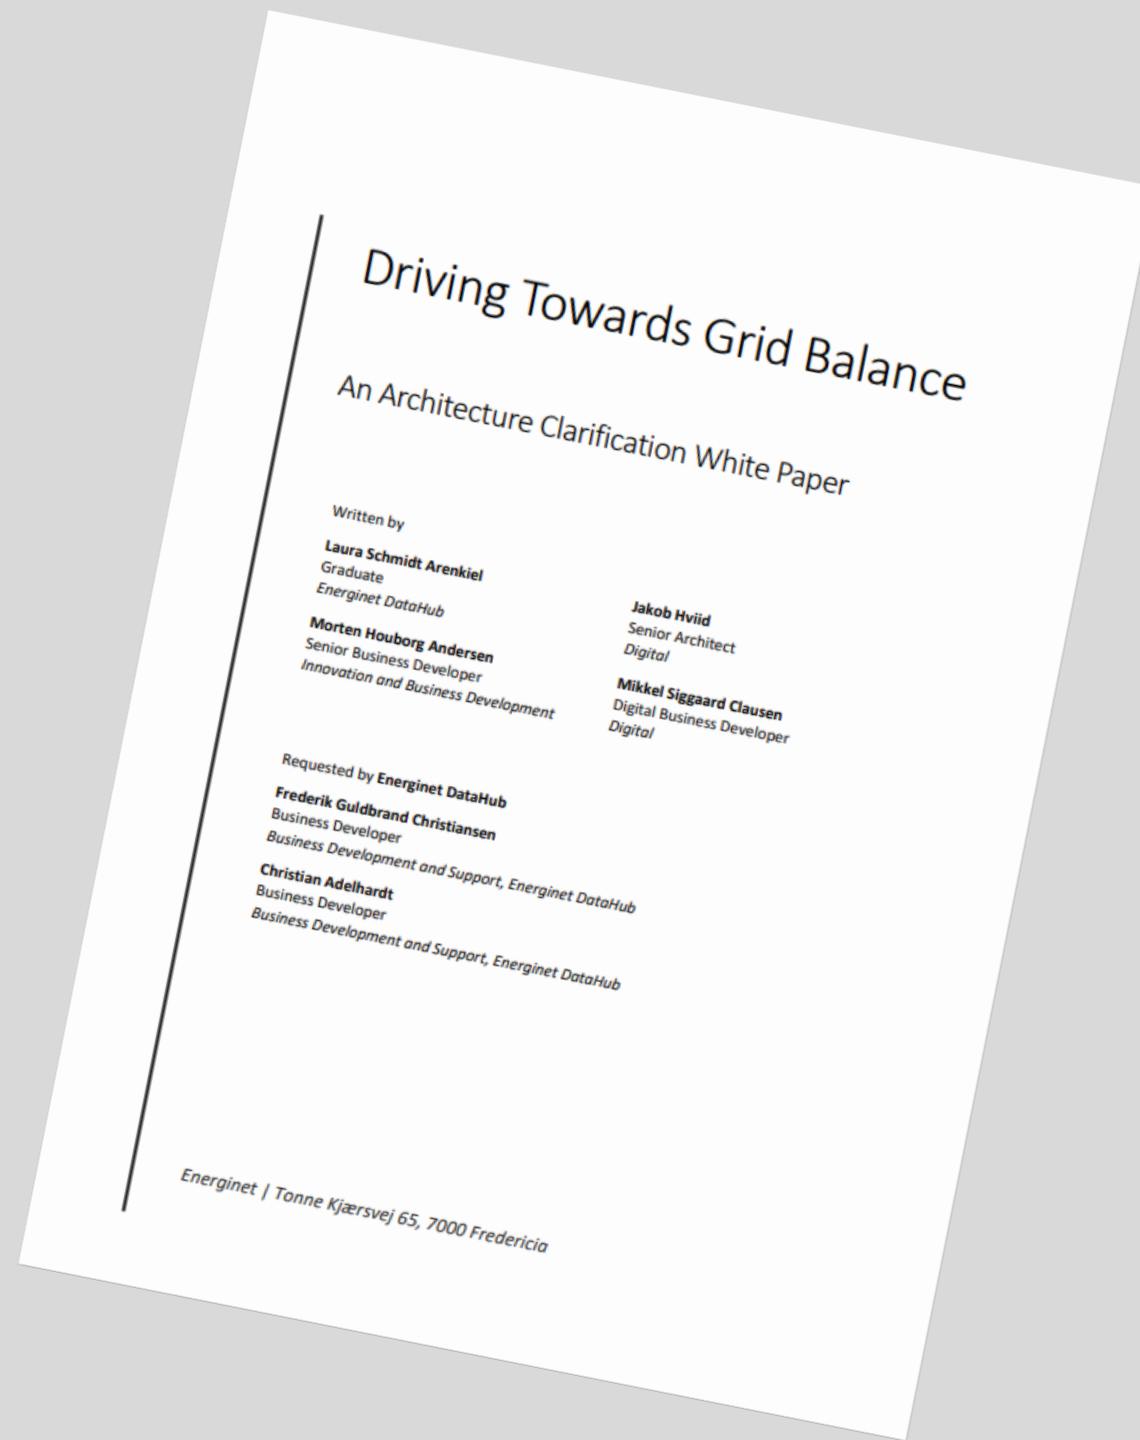 Driving Towards Grid Balance
An Architecture Clarification White Paper
Written by
Laura Schmidt Arenkiel
Graduate
Energinet DataHub
Morten Houborg Andersen
Senior Business Developer
Innovation and Business Development
Jakob Hviid
Senior Architect
Digital
Mikkel Siggaard Clausen
Digital Business Developer
Digital
Requested by Energinet DataHub
Frederik Guldbrand Christiansen
Business Developer
Business Development and Support, Energinet DataHub
Christian Adelhardt
Business Developer
Business Development and Support, Energinet DataHub
Energinet | Tonne Kjærsvej 65, 7000 Fredericia